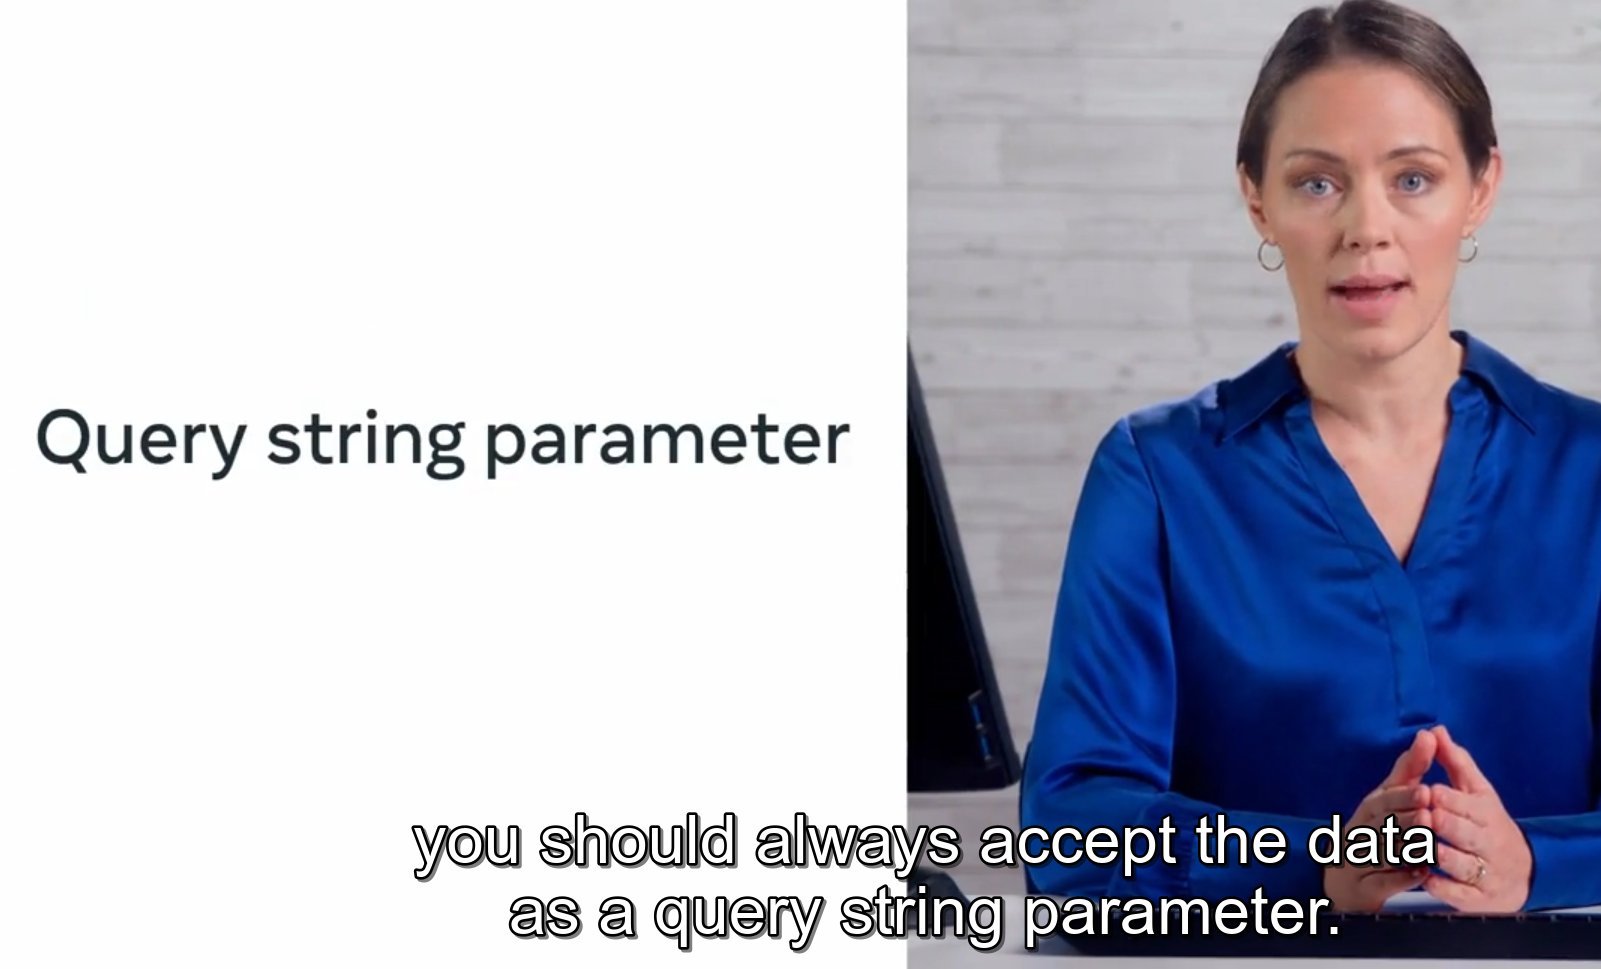 Query string parameter
you should always accept the data
as a query string parameter.